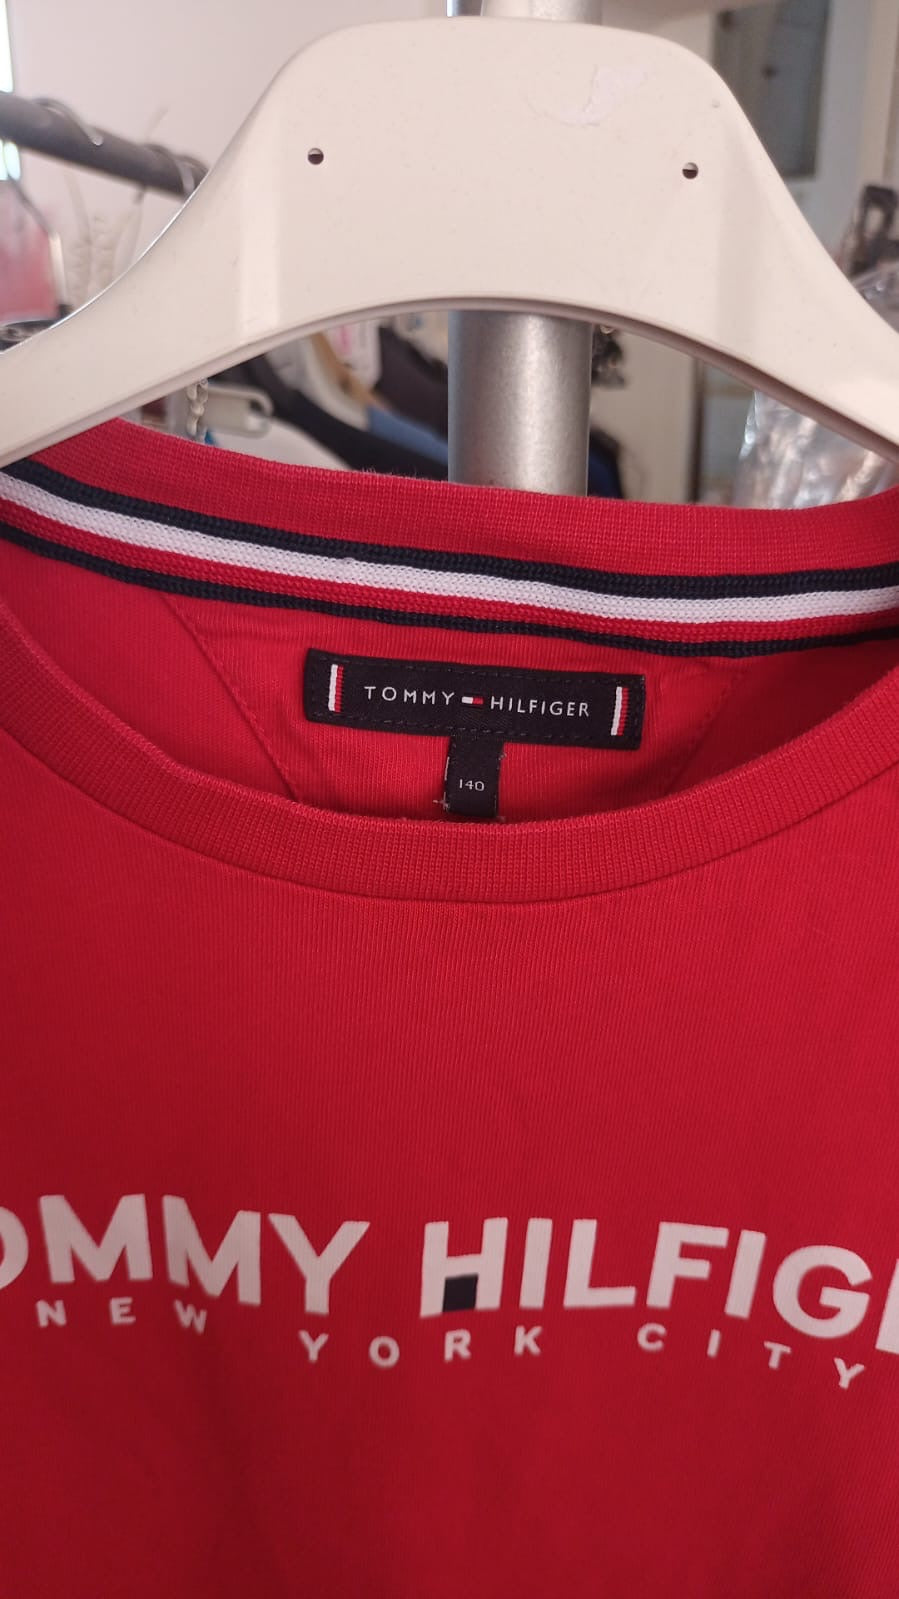 TOMMY HILFIGER
140
OMMY HILFIG
NEW YORK CITY